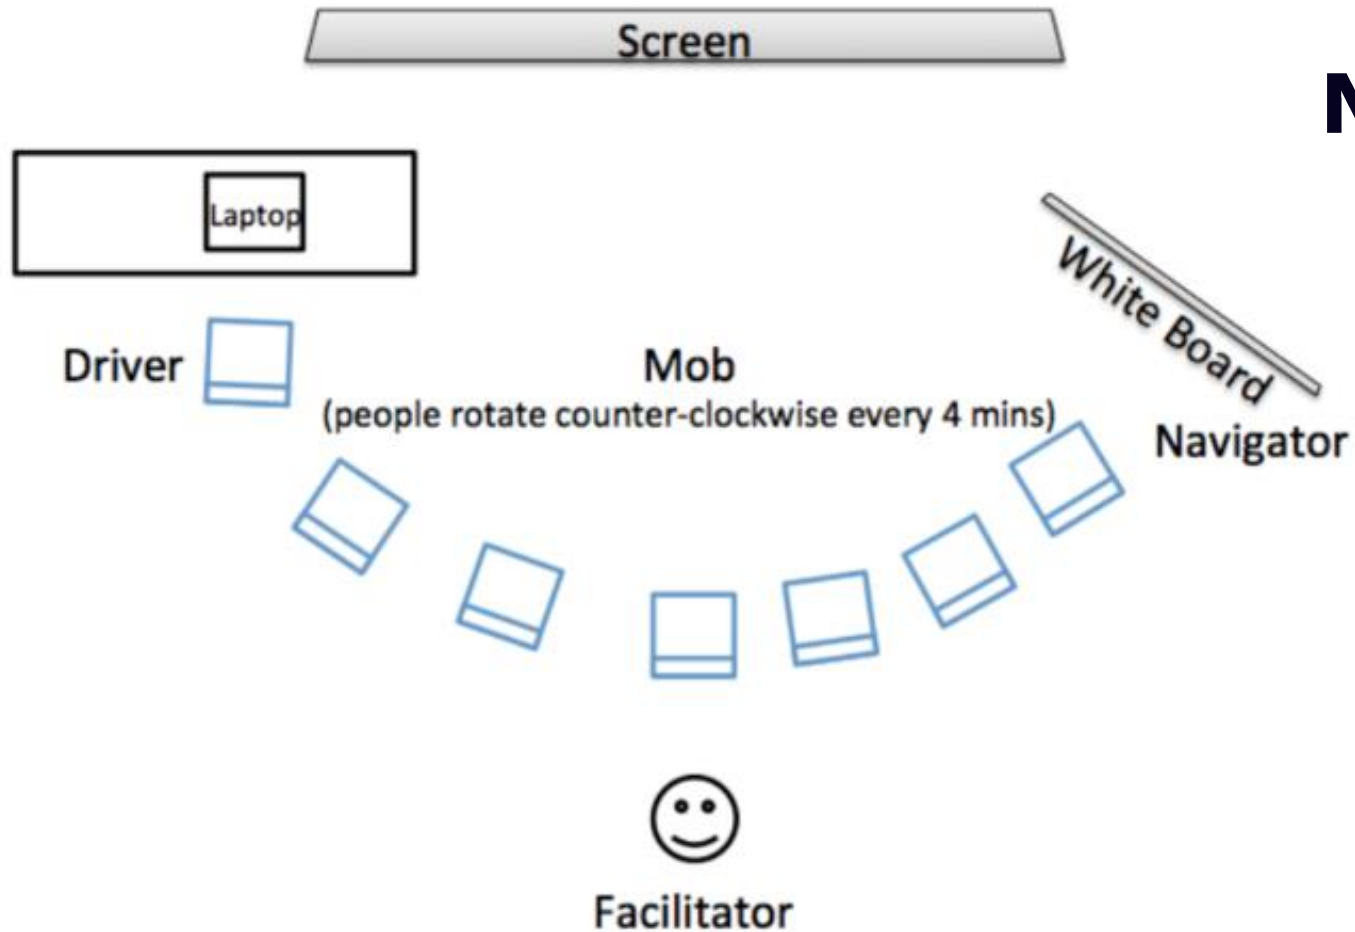 Screen
N
Laptop
White Board
Driver
Mob
(people rotate counter-clockwise every 4 mins)
Navigator
Facilitator